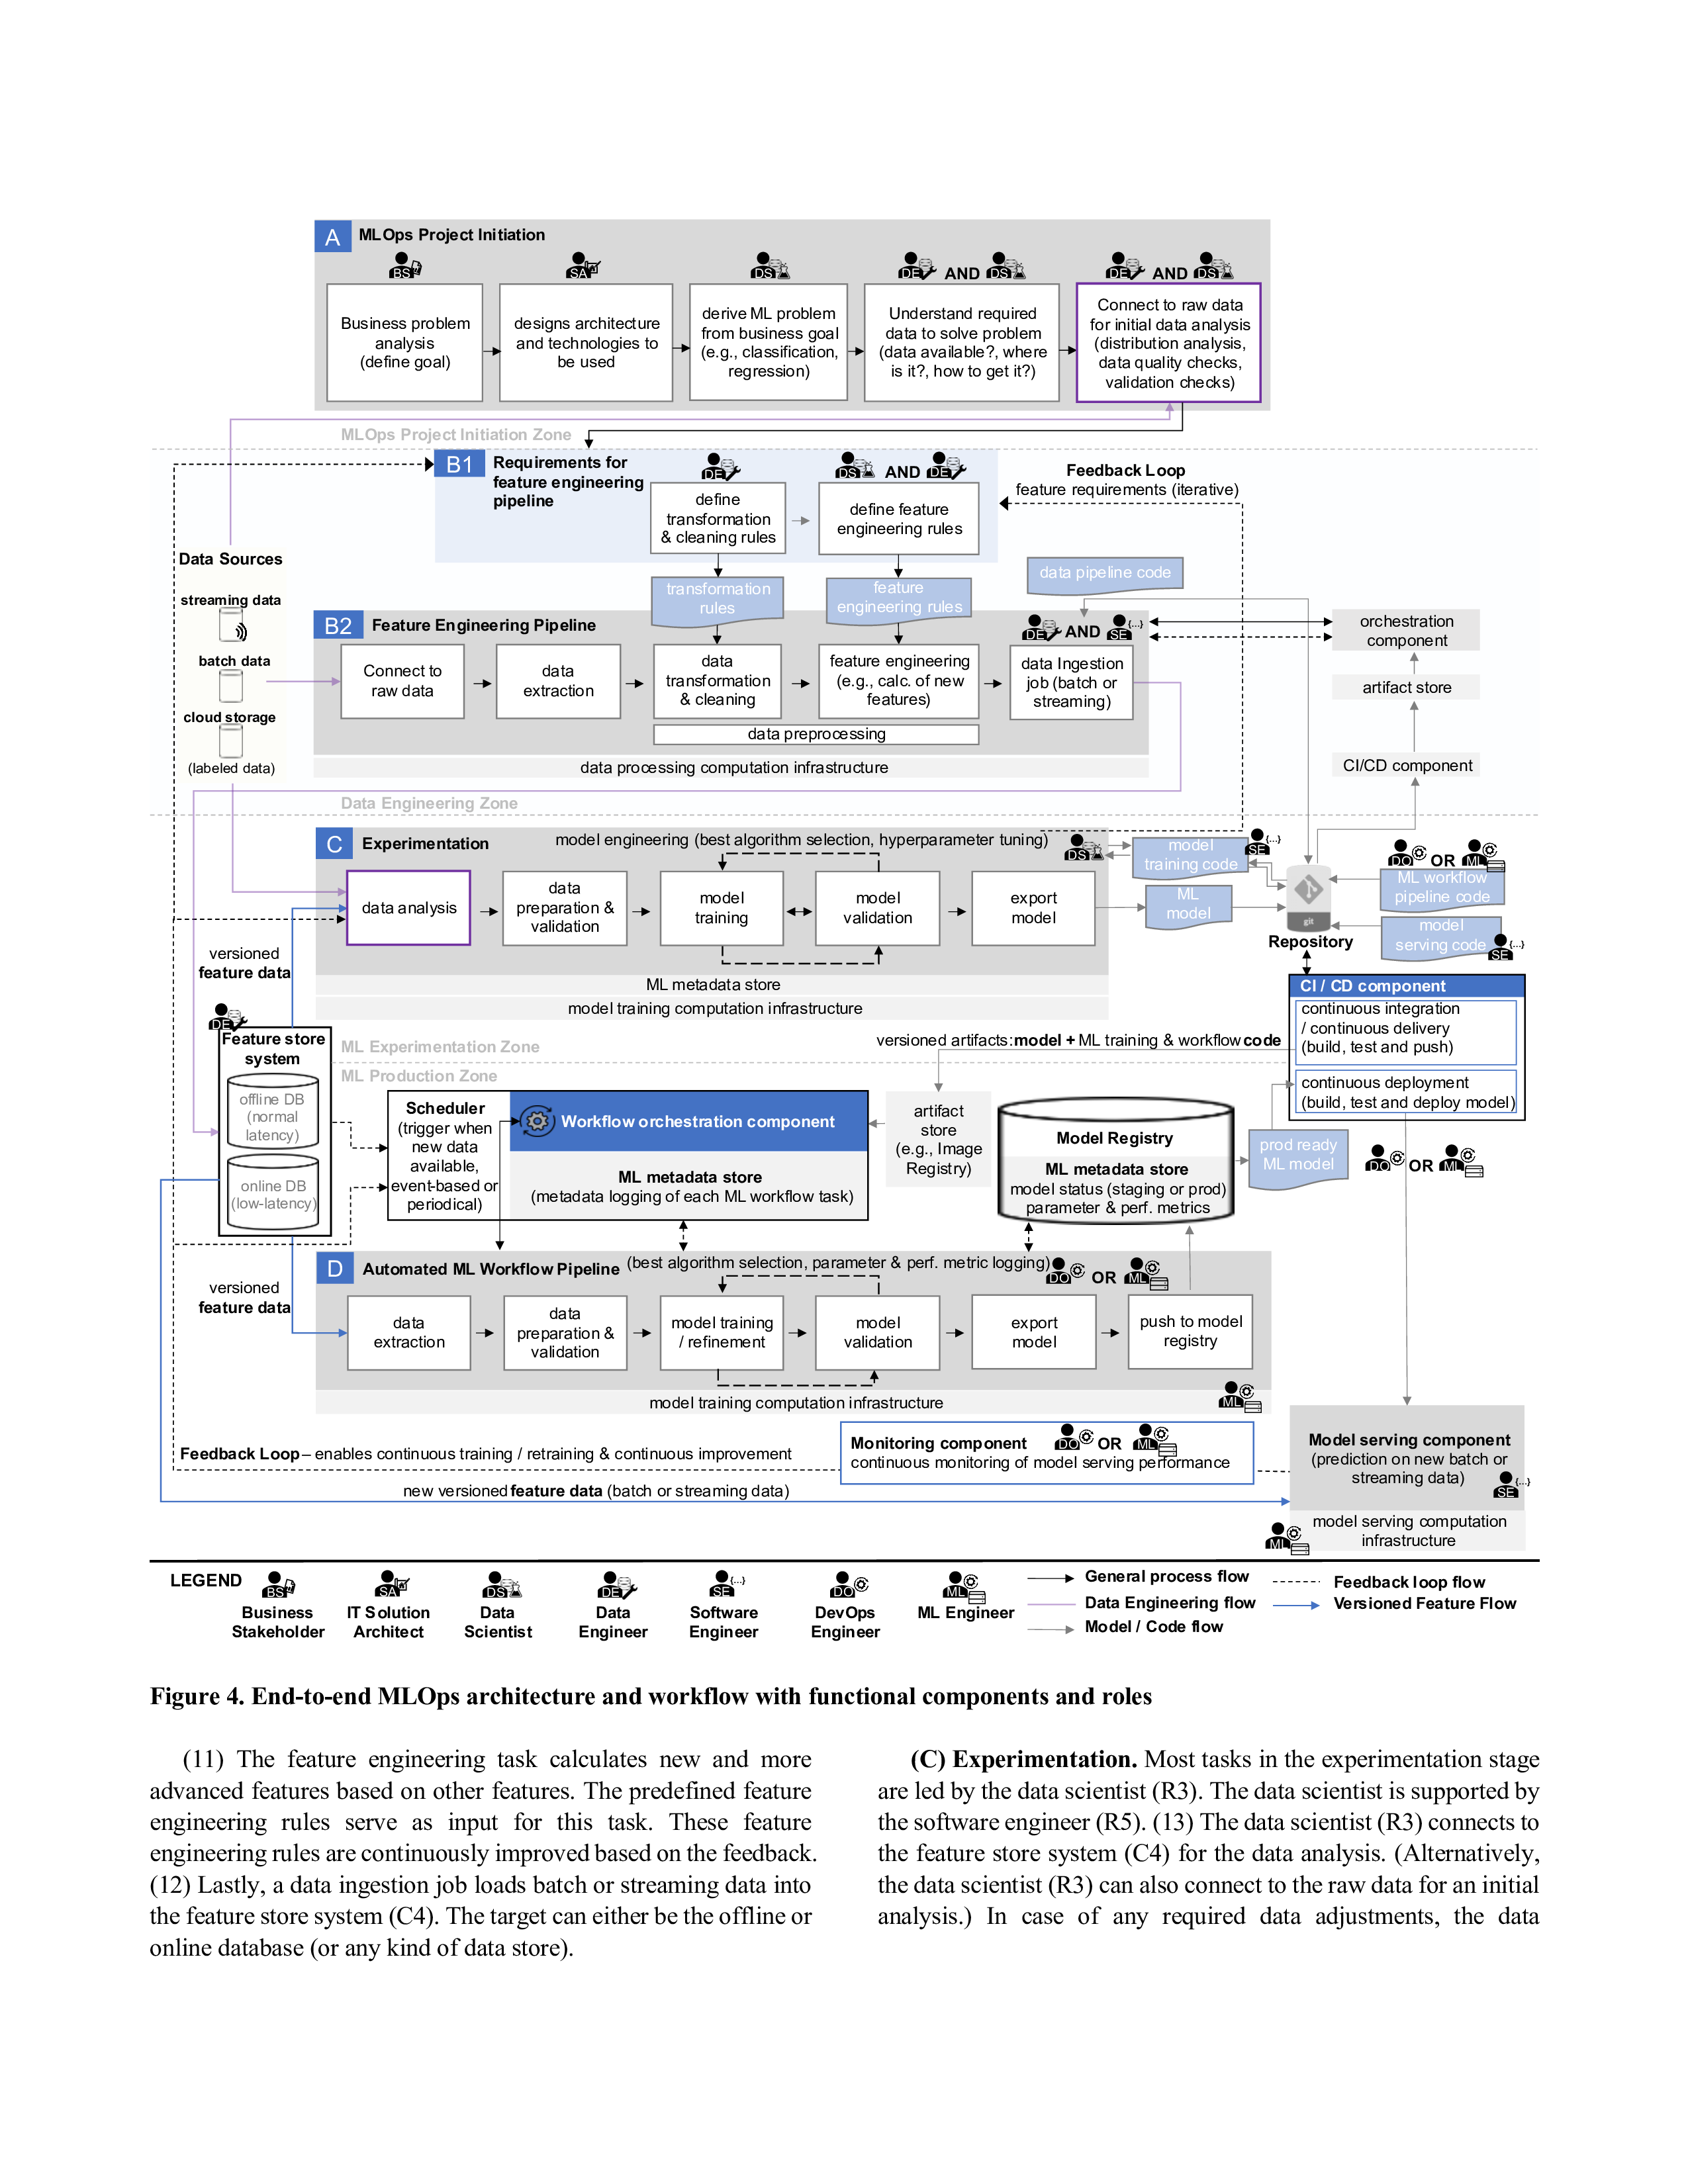 A MLOps Project Initiation
BS
SA
DS
DE AND DS
DE AND DS
Business problem
analysis
(define goal)
designs architecture
and technologies to
be used
derive ML problem
from business goal
(e.g., classification,
regression)
Understand required
data to solve problem
(data available?, where
is it?, how to get it?)
Connect to raw data
for initial data analysis
(distribution analysis,
data quality checks,
validation checks)
MLOps Project Initiation Zone
B1 Requirements for
feature engineering
pipeline
DE
DS AND DE
define
transformation
& cleaning rules
define feature
engineering rules
Feedback Loop
feature requirements (iterative)
Data Sources
streaming data
batch data
cloud storage
(labeled data)
transformation
rules
feature
engineering rules
data pipeline code
B2 Feature Engineering Pipeline
DE AND SE {...}
Connect to
raw data
data
extraction
data
transformation
& cleaning
feature engineering
(e.g., calc. of new
features)
data Ingestion
job (batch or
streaming)
data preprocessing
data processing computation infrastructure
orchestration
component
artifact store
CI/CD component
Data Engineering Zone
C Experimentation
model engineering (best algorithm selection, hyperparameter tuning)
DS
data analysis
data
preparation &
validation
model
training
model
validation
export
model
ML metadata store
model training computation infrastructure
model
training code
SE {...}
ML
model
git
Repository
DO OR ML
ML workflow
pipeline code
model
serving code
SE {...}
versioned
feature data
CI / CD component
continuous integration
/ continuous delivery
(build, test and push)
continuous deployment
(build, test and deploy model)
versioned artifacts: model + ML training & workflow code
DE
Feature store
system
offline DB
(normal
latency)
online DB
(low-latency)
ML Experimentation Zone
ML Production Zone
Scheduler
(trigger when
new data
available,
event-based or
periodical)
Workflow orchestration component
ML metadata store
(metadata logging of each ML workflow task)
artifact
store
(e.g., Image
Registry)
Model Registry
ML metadata store
model status (staging or prod)
parameter & perf. metrics
prod ready
ML model
DO OR ML
versioned
feature data
D Automated ML Workflow Pipeline
(best algorithm selection, parameter & perf. metric logging)
DO OR ML
data
extraction
data
preparation &
validation
model training
/ refinement
model
validation
export
model
push to model
registry
model training computation infrastructure
ML
Feedback Loop – enables continuous training / retraining & continuous improvement
Monitoring component DO OR ML
continuous monitoring of model serving performance
new versioned feature data (batch or streaming data)
Model serving component
(prediction on new batch or
streaming data)
SE {...}
model serving computation
infrastructure
ML
LEGEND
BS
Business
Stakeholder
SA
IT Solution
Architect
DS
Data
Scientist
DE
Data
Engineer
SE {...}
Software
Engineer
DO
DevOps
Engineer
ML
ML Engineer
General process flow
Data Engineering flow
Model / Code flow
Feedback loop flow
Versioned Feature Flow
Figure 4. End-to-end MLOps architecture and workflow with functional components and roles
(11) The feature engineering task calculates new and more
advanced features based on other features. The predefined feature
engineering rules serve as input for this task. These feature
engineering rules are continuously improved based on the feedback.
(12) Lastly, a data ingestion job loads batch or streaming data into
the feature store system (C4). The target can either be the offline or
online database (or any kind of data store).
(C) Experimentation. Most tasks in the experimentation stage
are led by the data scientist (R3). The data scientist is supported by
the software engineer (R5). (13) The data scientist (R3) connects to
the feature store system (C4) for the data analysis. (Alternatively,
the data scientist (R3) can also connect to the raw data for an initial
analysis.) In case of any required data adjustments, the data